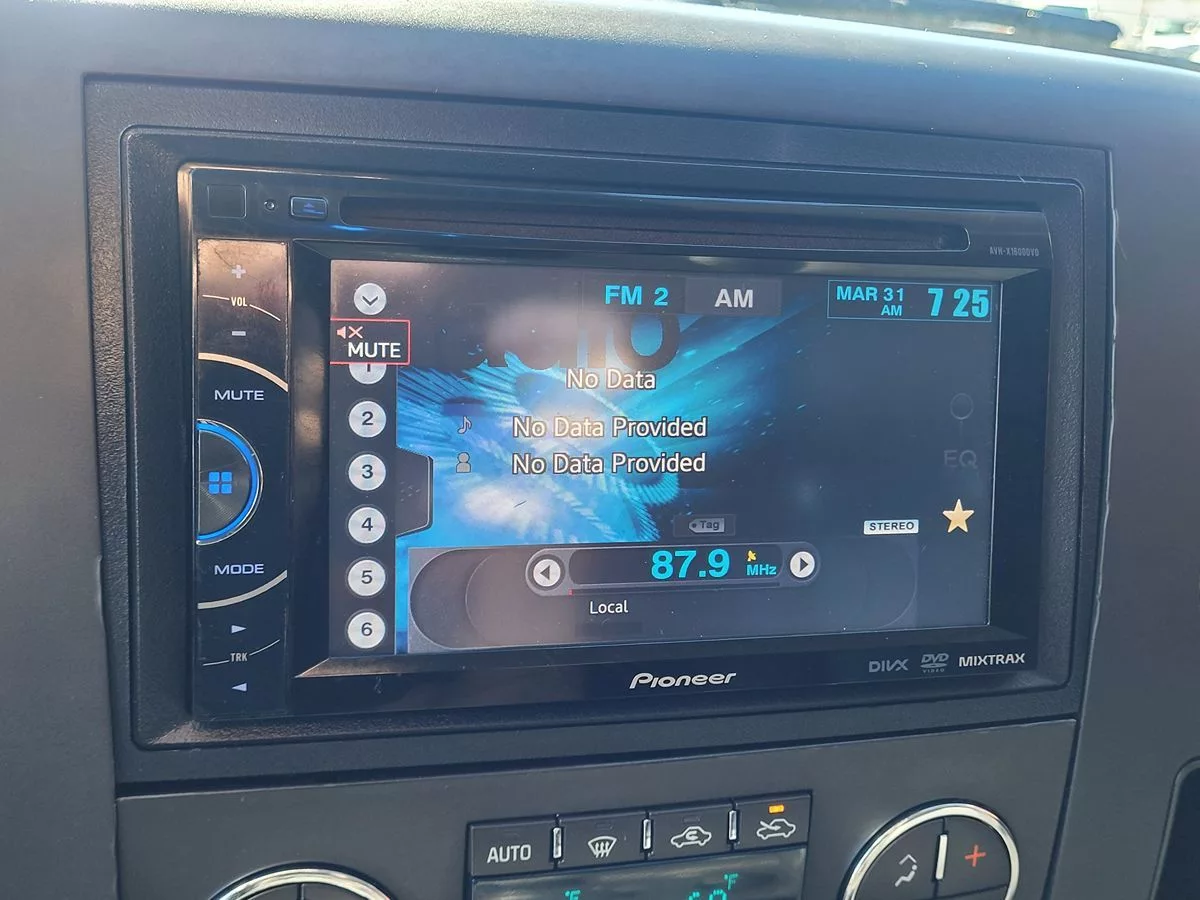 AVH-X1600DVD
+
VOL
−
FM 2
AM
MAR 31
AM
7 25
MUTE
No Data
1
MUTE
2
No Data Provided
3
No Data Provided
EQ
4
Tag
STEREO
5
87.9 MHz
MODE
Local
6
TRK
Pioneer
DIVX
DVD
VIDEO
MIXTRAX
AUTO
°F
°F
+